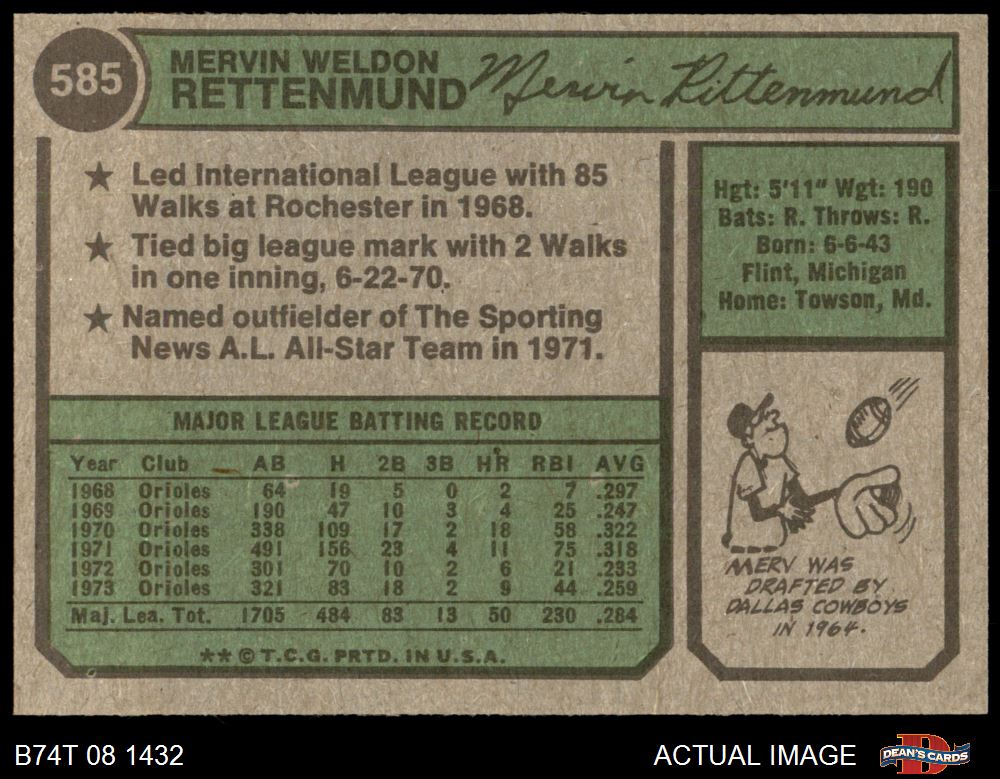 585
MERVIN WELDON
RETTENMUND
Mervin Rittenmund
★ Led International League with 85
Walks at Rochester in 1968.
★ Tied big league mark with 2 Walks
in one inning, 6-22-70.
★ Named outfielder of The Sporting
News A.L. All-Star Team in 1971.
Hgt: 5'11" Wgt: 190
Bats: R. Throws: R.
Born: 6-6-43
Flint, Michigan
Home: Towson, Md.
MAJOR LEAGUE BATTING RECORD
Year Club AB H 2B 3B HR RBI AVG
1968 Orioles 64 19 5 0 2 7 .297
1969 Orioles 190 47 10 3 4 25 .247
1970 Orioles 338 109 17 2 18 58 .322
1971 Orioles 491 156 23 4 11 75 .318
1972 Orioles 301 70 10 2 6 21 .233
1973 Orioles 321 83 18 2 9 44 .259
Maj. Lea. Tot. 1705 484 83 13 50 230 .284
** © T.C.G. PRTD. IN U.S.A.
MERV WAS
DRAFTED BY
DALLAS COWBOYS
IN 1964.
B74T 08 1432
ACTUAL IMAGE
D
DEAN'S CARDS